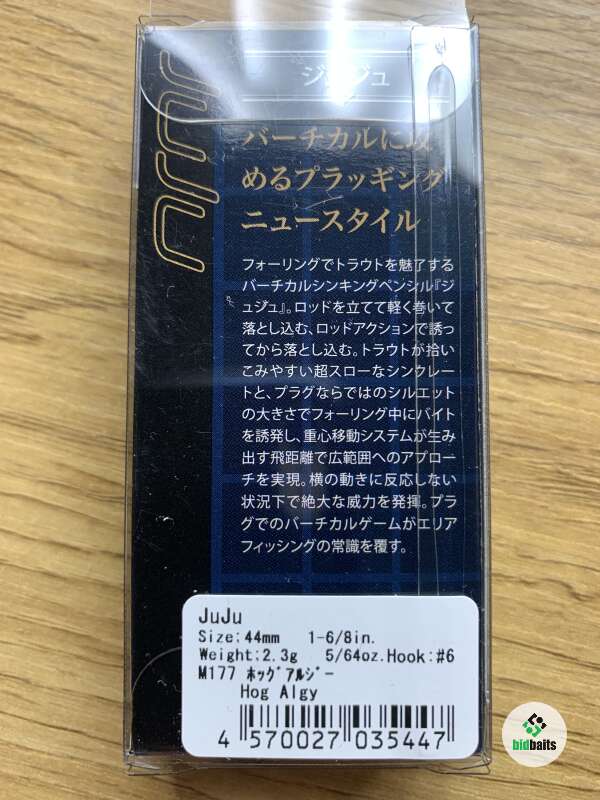 ジュジュ
JUJU
バーチカルに攻
めるプラッギング
ニュースタイル
フォーリングでトラウトを魅了する
バーチカルシンキングペンシル『ジ
ュジュ』。ロッドを立てて軽く巻いて
落とし込む、ロッドアクションで誘っ
てから落とし込む。トラウトが拾い
こみやすい超スローなシンクレー
トと、プラグならではのシルエット
の大きさでフォーリング中にバイト
を誘発し、重心移動システムが生み
出す飛距離で広範囲へのアプロー
チを実現。横の動きに反応しない
状況下で絶大な威力を発揮。プラ
グでのバーチカルゲームがエリア
フィッシングの常識を覆す。
JuJu
Size:44mm 1-6/8in.
Weight:2.3g 5/64oz.Hook:#6
M177 ﾎｯｸﾞｱﾙｼﾞｰ
Hog Algy
4 570027 035447
bidbaits